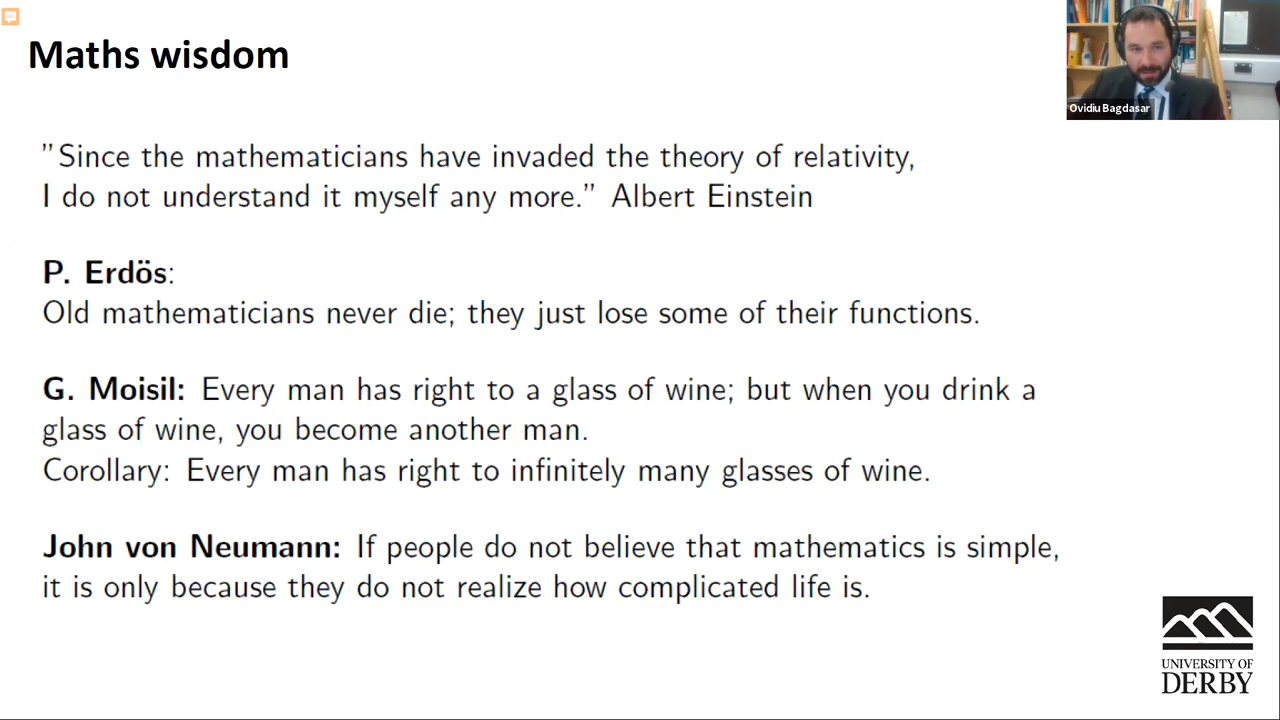 Maths wisdom
Ovidiu Bagdasar
"Since the mathematicians have invaded the theory of relativity,
I do not understand it myself any more." Albert Einstein
P. Erdös:
Old mathematicians never die; they just lose some of their functions.
G. Moisil: Every man has right to a glass of wine; but when you drink a
glass of wine, you become another man.
Corollary: Every man has right to infinitely many glasses of wine.
John von Neumann: If people do not believe that mathematics is simple,
it is only because they do not realize how complicated life is.
UNIVERSITY OF
DERBY